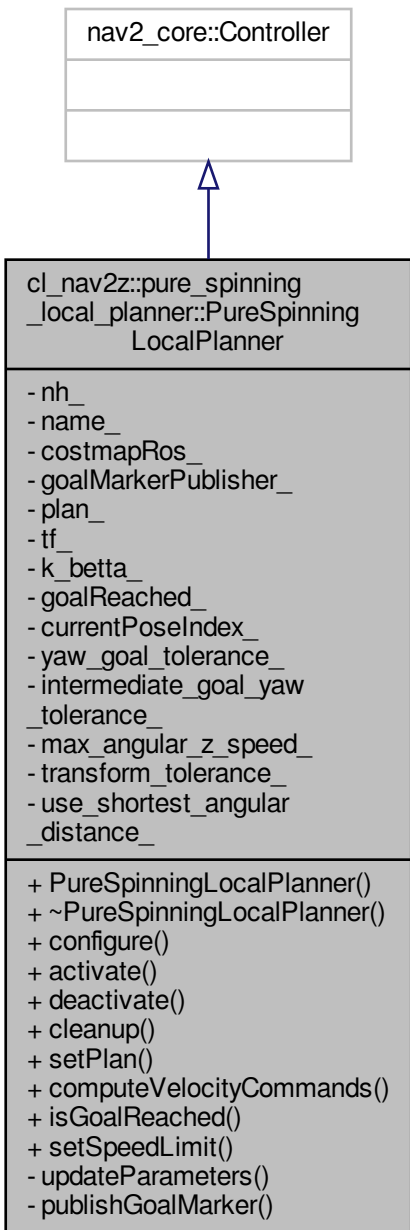 nav2_core::Controller
cl_nav2z::pure_spinning
_local_planner::PureSpinning
LocalPlanner
- nh_
- name_
- costmapRos_
- goalMarkerPublisher_
- plan_
- tf_
- k_betta_
- goalReached_
- currentPoseIndex_
- yaw_goal_tolerance_
- intermediate_goal_yaw
_tolerance_
- max_angular_z_speed_
- transform_tolerance_
- use_shortest_angular
_distance_
+ PureSpinningLocalPlanner()
+ ~PureSpinningLocalPlanner()
+ configure()
+ activate()
+ deactivate()
+ cleanup()
+ setPlan()
+ computeVelocityCommands()
+ isGoalReached()
+ setSpeedLimit()
- updateParameters()
- publishGoalMarker()